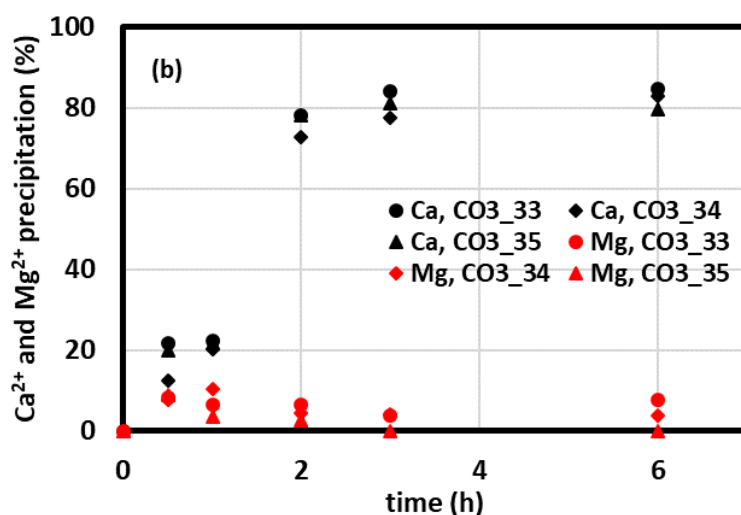 100
(b)
80
60
40
20
0
Ca²⁺ and Mg²⁺ precipitation (%)
Ca, CO3_33 Ca, CO3_34
Ca, CO3_35 Mg, CO3_33
Mg, CO3_34 Mg, CO3_35
0 2 4 6
time (h)